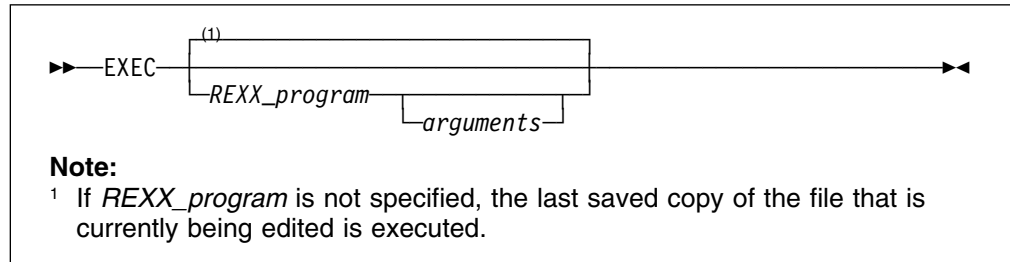 (1)
EXEC
REXX_program
arguments
Note:
1 If REXX_program is not specified, the last saved copy of the file that is
currently being edited is executed.